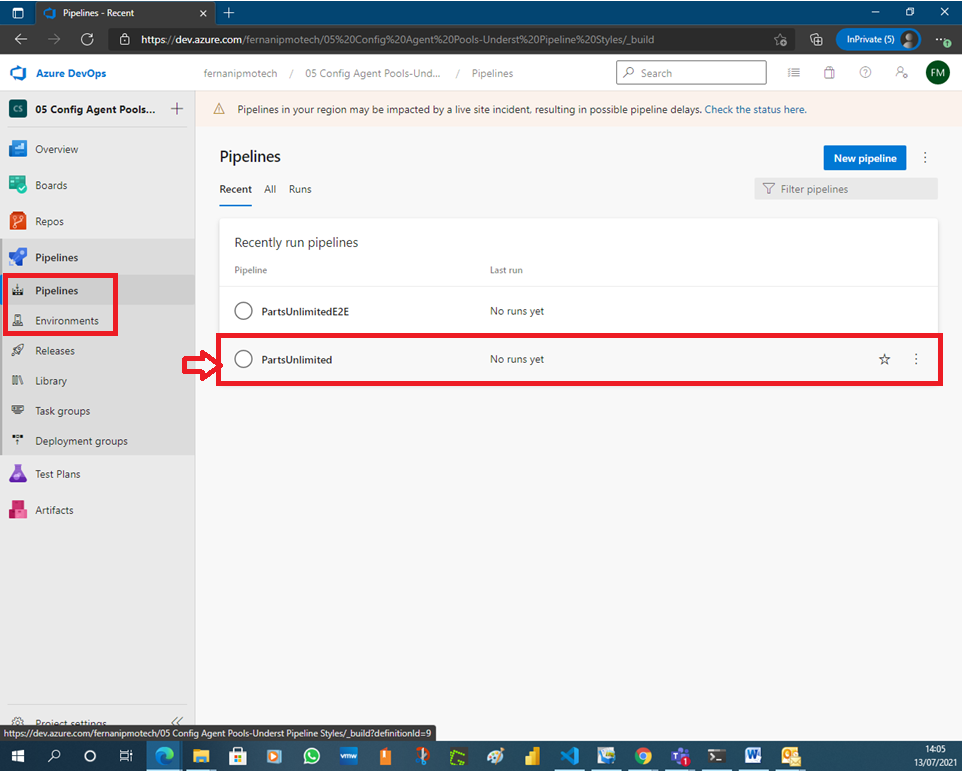 Pipelines - Recent
https://dev.azure.com/fernanipmotech/05%20Config%20Agent%20Pools-Underst%20Pipeline%20Styles/_build
InPrivate (5)
Azure DevOps
fernanipmotech / 05 Config Agent Pools-Und... / Pipelines
Search
FM
CS
05 Config Agent Pools...
Pipelines in your region may be impacted by a live site incident, resulting in possible pipeline delays. Check the status here.
Overview
Boards
Repos
Pipelines
Pipelines
Environments
Releases
Library
Task groups
Deployment groups
Test Plans
Artifacts
Project settings
Pipelines
New pipeline
Recent All Runs
Filter pipelines
Recently run pipelines
Pipeline Last run
PartsUnlimitedE2E No runs yet
PartsUnlimited No runs yet
https://dev.azure.com/fernanipmotech/05 Config Agent Pools-Underst Pipeline Styles/_build?definitionId=9
vmw
14:05
13/07/2021